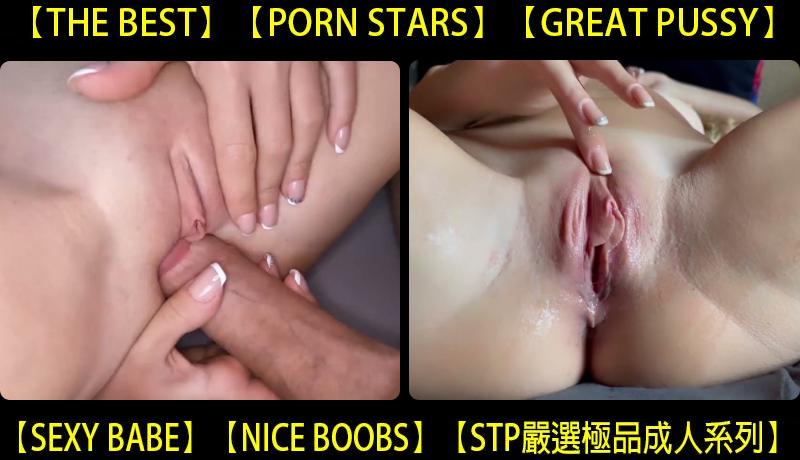 【THE BEST】【PORN STARS】【GREAT PUSSY】
【SEXY BABE】【NICE BOOBS】【STP嚴選極品成人系列】